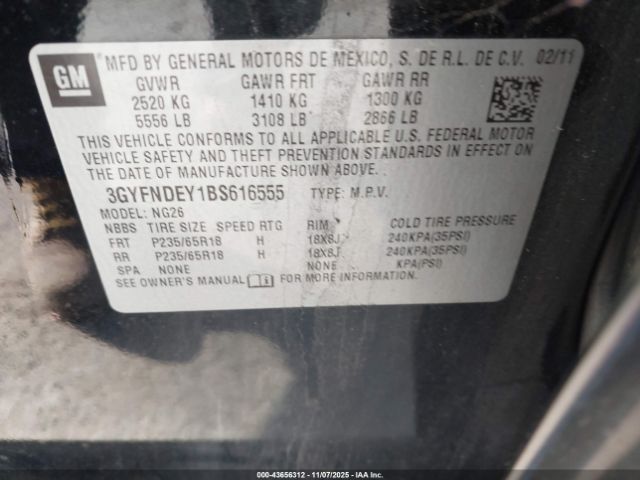 GM
MFD BY GENERAL MOTORS DE MEXICO, S. DE R.L. DE C.V. 02/11
GVWR GAWR FRT GAWR RR
2520 KG 1410 KG 1300 KG
5556 LB 3108 LB 2866 LB
THIS VEHICLE CONFORMS TO ALL APPLICABLE U.S. FEDERAL MOTOR
VEHICLE SAFETY AND THEFT PREVENTION STANDARDS IN EFFECT ON
THE DATE OF MANUFACTURE SHOWN ABOVE.
3GYFNDEY1BS616555 TYPE: M.P.V.
MODEL: NG26
NBBS TIRE SIZE SPEED RTG RIM COLD TIRE PRESSURE
FRT P235/65R18 H 18X8J 240KPA(35PSI)
RR P235/65R18 H 18X8J 240KPA(35PSI)
SPA NONE NONE KPA(PSI)
SEE OWNER'S MANUAL FOR MORE INFORMATION.
000-43656312 - 11/07/2025 - IAAI.com